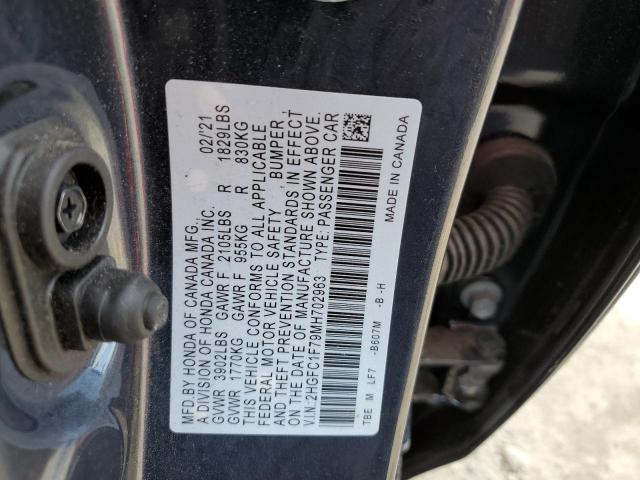 MFD.BY HONDA OF CANADA MFG.,
A DIVISION OF HONDA CANADA INC. 02/'21
GVWR 3902LBS GAWR F 2105LBS R 1829LBS
GVWR 1770KG GAWR F 955KG R 830KG
THIS VEHICLE CONFORMS TO ALL APPLICABLE
FEDERAL MOTOR VEHICLE SAFETY , BUMPER ,
AND THEFT PREVENTION STANDARDS IN EFFECT
ON THE DATE OF MANUFACTURE SHOWN ABOVE.
V.I.N.:2HGFC1F79MH702963 TYPE: PASSENGER CAR
TBE M LF7 -B607M -B -H MADE IN CANADA